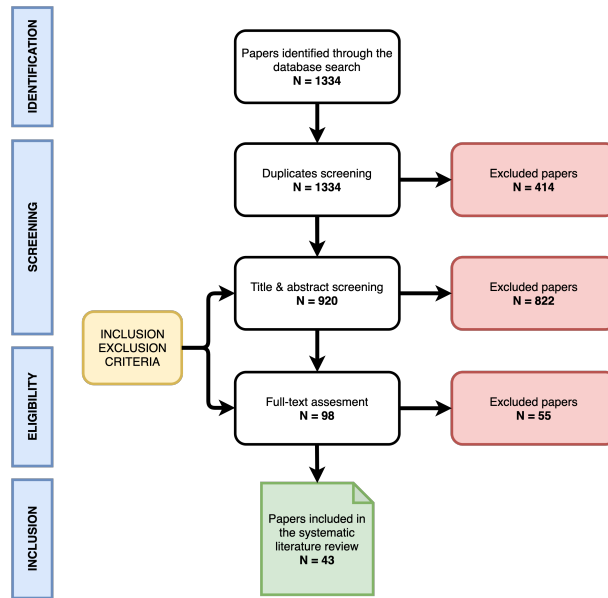 IDENTIFICATION
Papers identified through the
database search
N = 1334
SCREENING
Duplicates screening
N = 1334
Excluded papers
N = 414
Title & abstract screening
N = 920
Excluded papers
N = 822
INCLUSION
EXCLUSION
CRITERIA
ELIGIBILITY
Full-text assesment
N = 98
Excluded papers
N = 55
INCLUSION
Papers included in
the systematic
literature review
N = 43